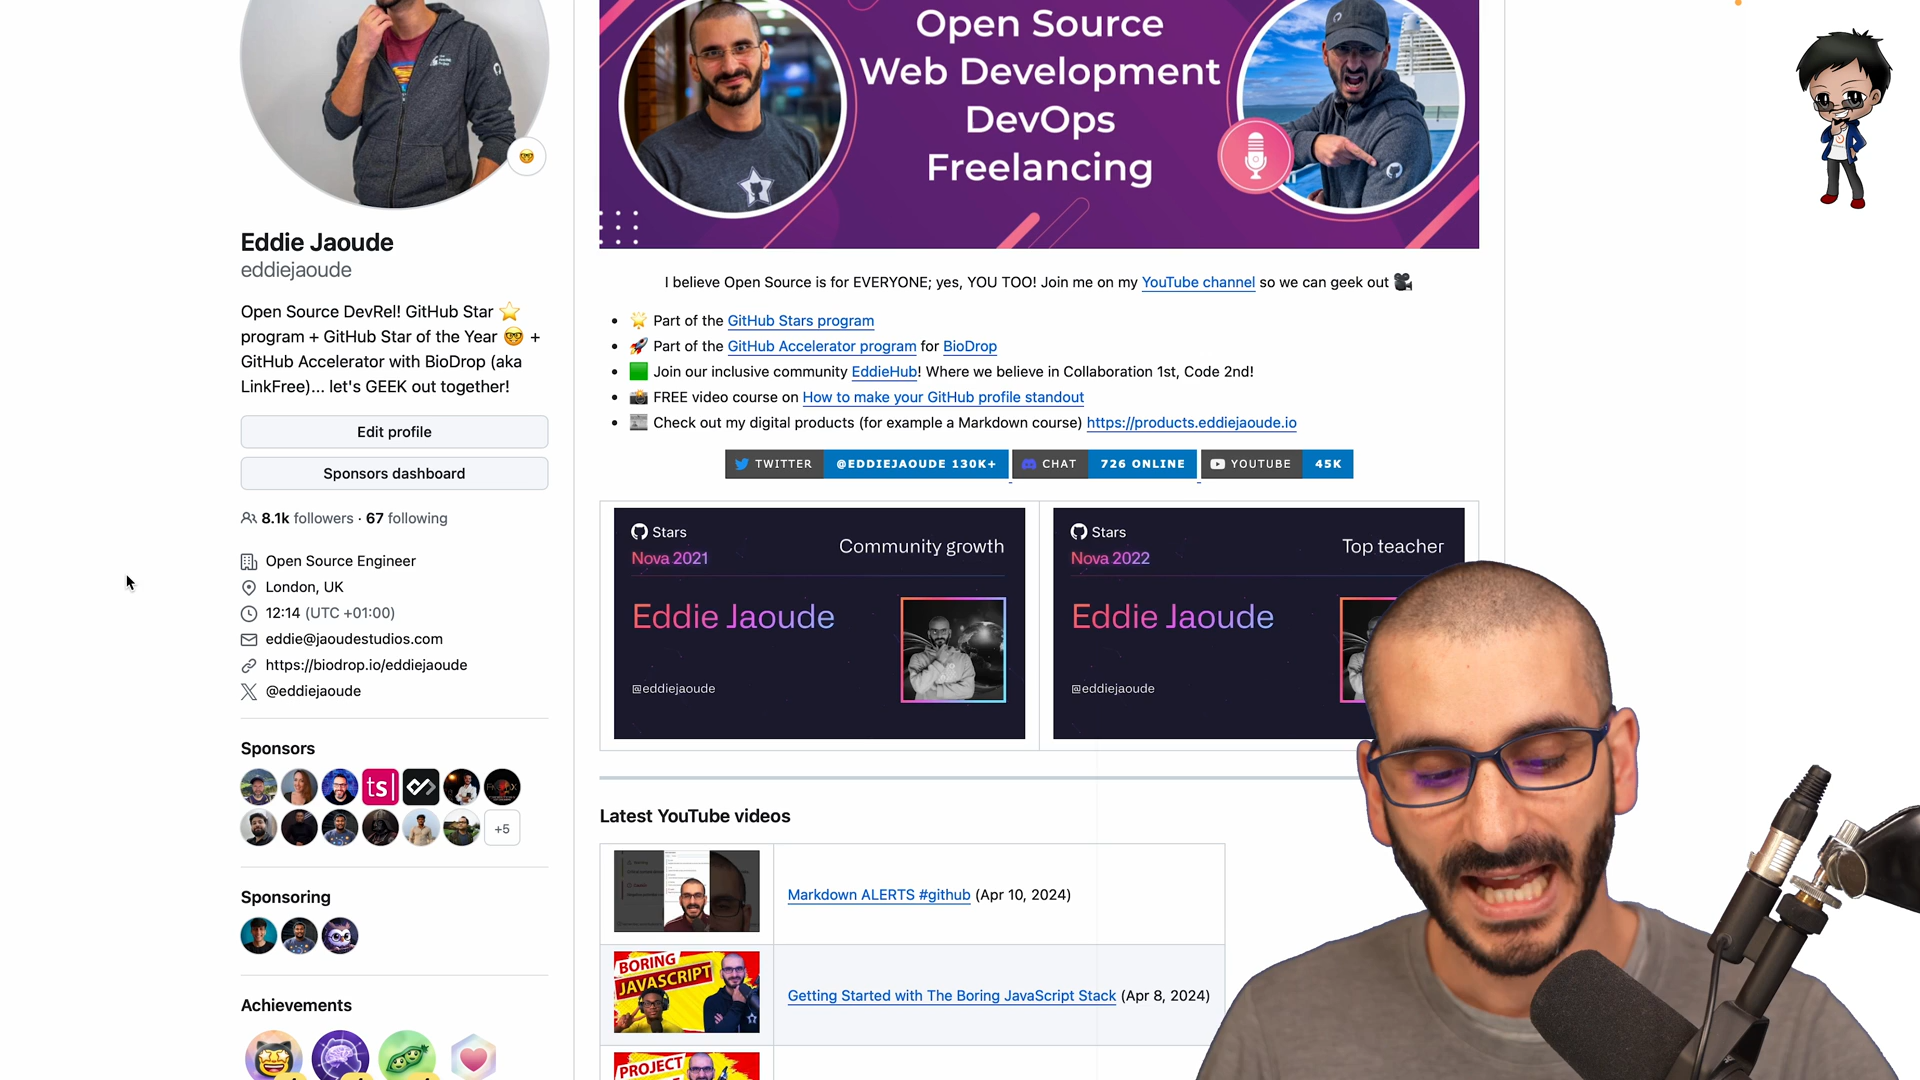 Open Source
Web Development
DevOps
Freelancing
Eddie Jaoude
eddiejaoude
Open Source DevRel! GitHub Star ⭐
program + GitHub Star of the Year 🤓 +
GitHub Accelerator with BioDrop (aka
LinkFree)... let's GEEK out together!
Edit profile
Sponsors dashboard
8.1k followers · 67 following
Open Source Engineer
London, UK
12:14 (UTC +01:00)
eddie@jaoudestudios.com
https://biodrop.io/eddiejaoude
@eddiejaoude
Sponsors
ts|
+5
Sponsoring
Achievements
I believe Open Source is for EVERYONE; yes, YOU TOO! Join me on my YouTube channel so we can geek out 🎥
• 🌟 Part of the GitHub Stars program
• 🚀 Part of the GitHub Accelerator program for BioDrop
• 🟩 Join our inclusive community EddieHub! Where we believe in Collaboration 1st, Code 2nd!
• 📸 FREE video course on How to make your GitHub profile standout
• 📰 Check out my digital products (for example a Markdown course) https://products.eddiejaoude.io
TWITTER @EDDIEJAOUDE 130K+ CHAT 726 ONLINE YOUTUBE 45K
Stars
Nova 2021
Community growth
Eddie Jaoude
@eddiejaoude
Stars
Nova 2022
Top teacher
Eddie Jaoude
@eddiejaoude
Latest YouTube videos
Markdown ALERTS #github (Apr 10, 2024)
BORING
JAVASCRIPT
Getting Started with The Boring JavaScript Stack (Apr 8, 2024)
PROJECT